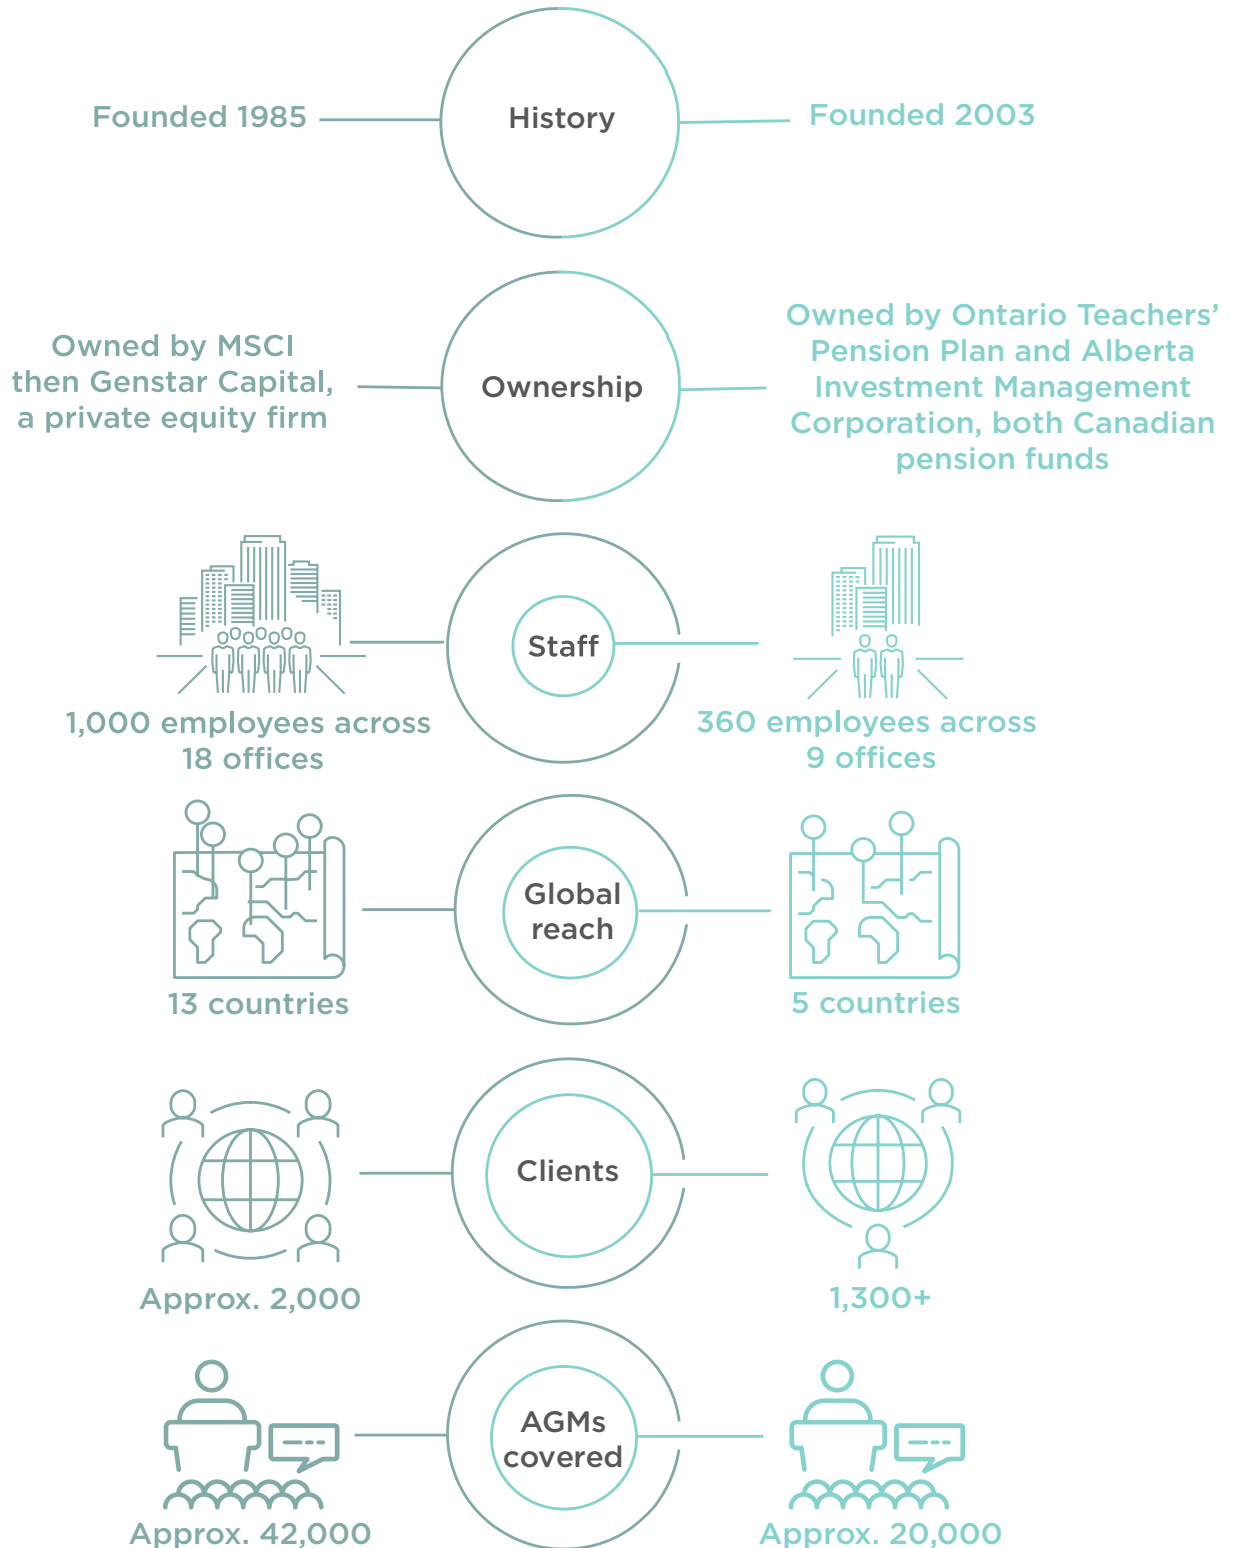 History
Founded 1985
Founded 2003
Owned by MSCI
then Genstar Capital,
a private equity firm
Ownership
Owned by Ontario Teachers’
Pension Plan and Alberta
Investment Management
Corporation, both Canadian
pension funds
Staff
1,000 employees across
18 offices
360 employees across
9 offices
Global
reach
13 countries
5 countries
Clients
Approx. 2,000
1,300+
AGMs
covered
Approx. 42,000
Approx. 20,000